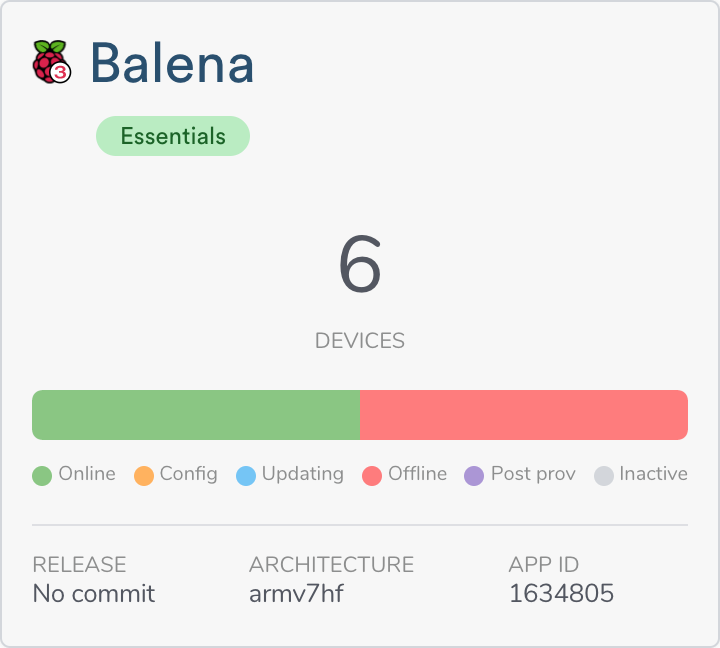 3 Balena
Essentials
6
DEVICES
Online Config Updating Offline Post prov Inactive
RELEASE ARCHITECTURE APP ID
No commit armv7hf 1634805